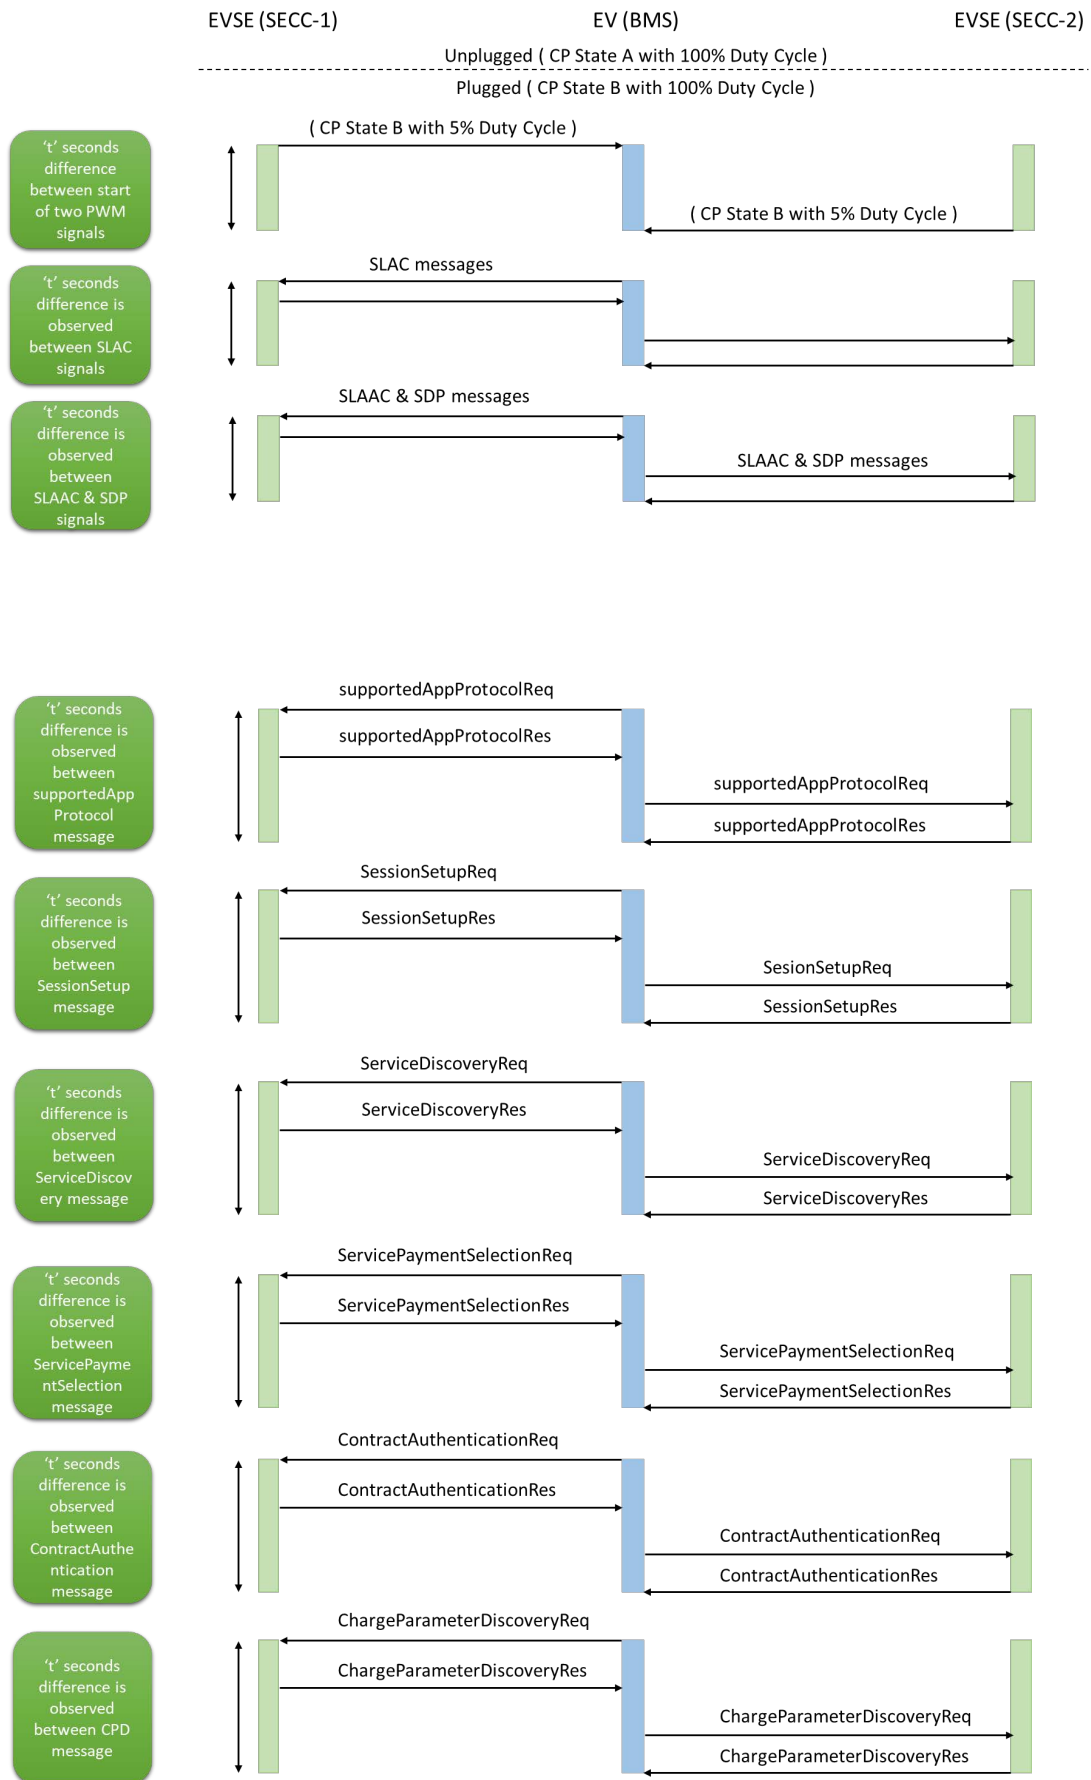 EVSE (SECC-1)
EV (BMS)
EVSE (SECC-2)
Unplugged ( CP State A with 100% Duty Cycle )
Plugged ( CP State B with 100% Duty Cycle )
‘t’ seconds
difference
between start
of two PWM
signals
( CP State B with 5% Duty Cycle )
( CP State B with 5% Duty Cycle )
‘t’ seconds
difference is
observed
between SLAC
signals
SLAC messages
‘t’ seconds
difference is
observed
between
SLAAC & SDP
signals
SLAAC & SDP messages
SLAAC & SDP messages
‘t’ seconds
difference is
observed
between
supportedApp
Protocol
message
supportedAppProtocolReq
supportedAppProtocolRes
supportedAppProtocolReq
supportedAppProtocolRes
‘t’ seconds
difference is
observed
between
SessionSetup
message
SessionSetupReq
SessionSetupRes
SesionSetupReq
SessionSetupRes
‘t’ seconds
difference is
observed
between
ServiceDiscov
ery message
ServiceDiscoveryReq
ServiceDiscoveryRes
ServiceDiscoveryReq
ServiceDiscoveryRes
‘t’ seconds
difference is
observed
between
ServicePayme
ntSelection
message
ServicePaymentSelectionReq
ServicePaymentSelectionRes
ServicePaymentSelectionReq
ServicePaymentSelectionRes
‘t’ seconds
difference is
observed
between
ContractAuthe
ntication
message
ContractAuthenticationReq
ContractAuthenticationRes
ContractAuthenticationReq
ContractAuthenticationRes
‘t’ seconds
difference is
observed
between CPD
message
ChargeParameterDiscoveryReq
ChargeParameterDiscoveryRes
ChargeParameterDiscoveryReq
ChargeParameterDiscoveryRes